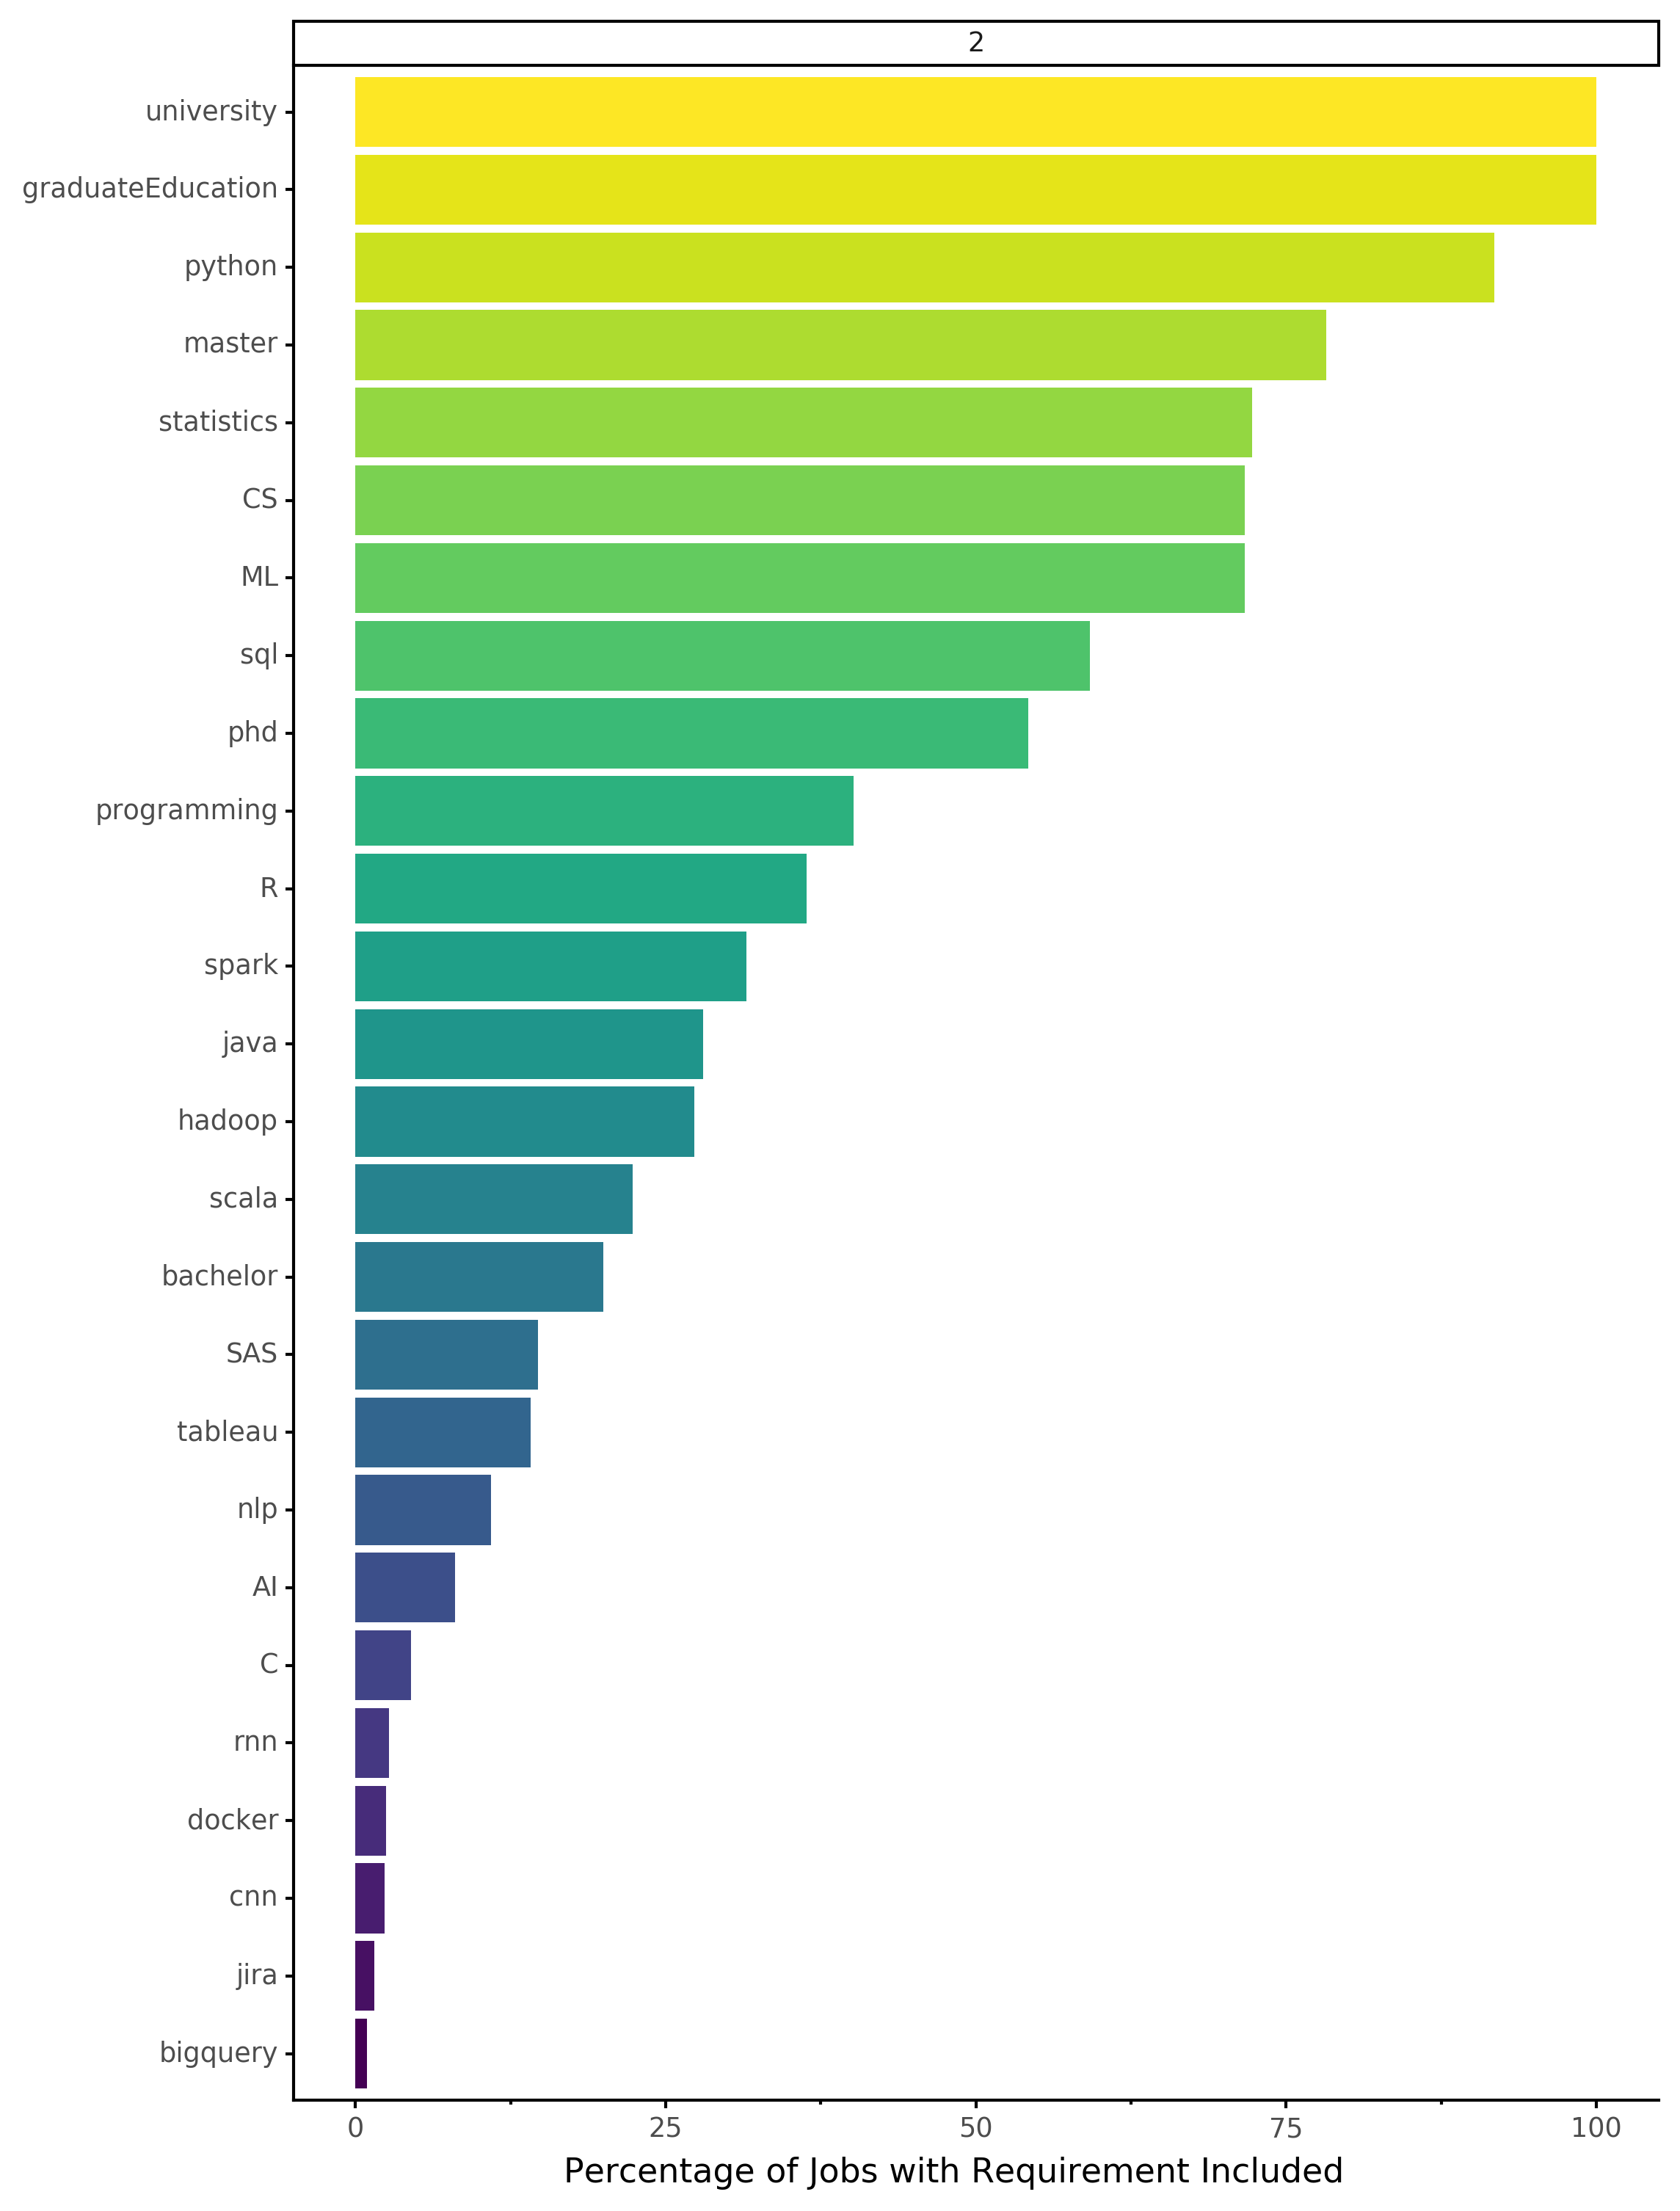 2
university
graduateEducation
python
master
statistics
CS
ML
sql
phd
programming
R
spark
java
hadoop
scala
bachelor
SAS
tableau
nlp
AI
C
rnn
docker
cnn
jira
bigquery
0 25 50 75 100
Percentage of Jobs with Requirement Included